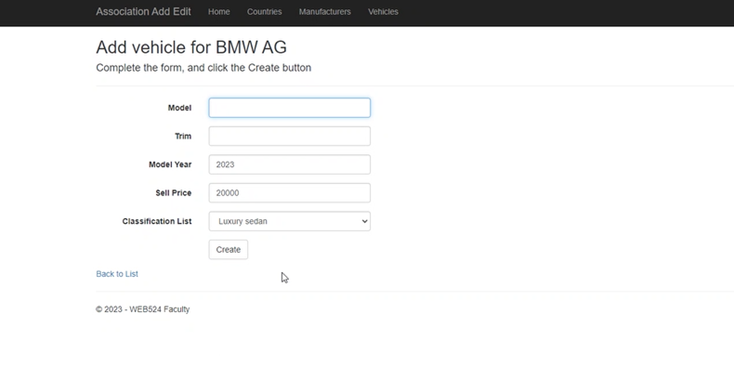 Association Add Edit Home Countries Manufacturers Vehicles
Add vehicle for BMW AG
Complete the form, and click the Create button
Model
Trim
Model Year 2023
Sell Price 20000
Classification List Luxury sedan
Create
Back to List
© 2023 - WEB524 Faculty